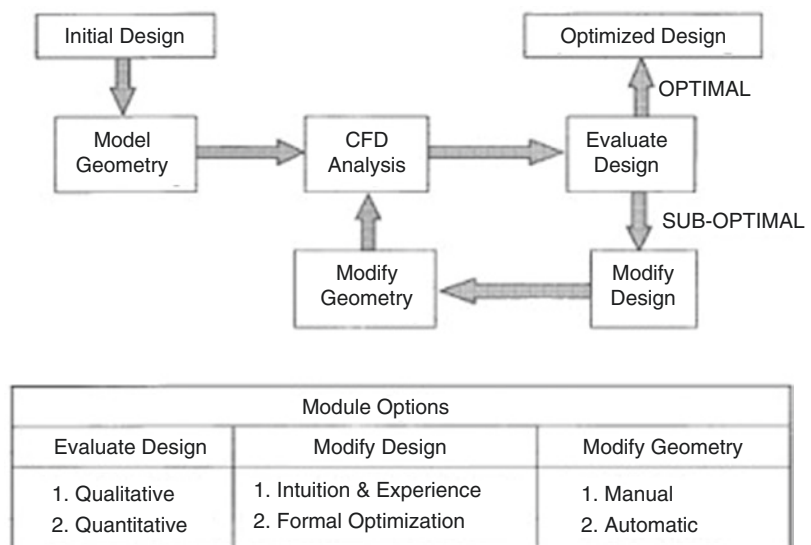 Initial Design
Optimized Design
OPTIMAL
Model
Geometry
CFD
Analysis
Evaluate
Design
SUB-OPTIMAL
Modify
Geometry
Modify
Design
Module Options
Evaluate Design
Modify Design
Modify Geometry
1. Qualitative
2. Quantitative
1. Intuition & Experience
2. Formal Optimization
1. Manual
2. Automatic